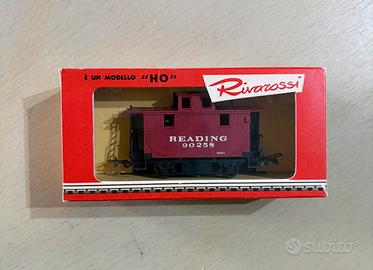 È UN MODELLO "HO"
Rivarossi
READING
90258
subito